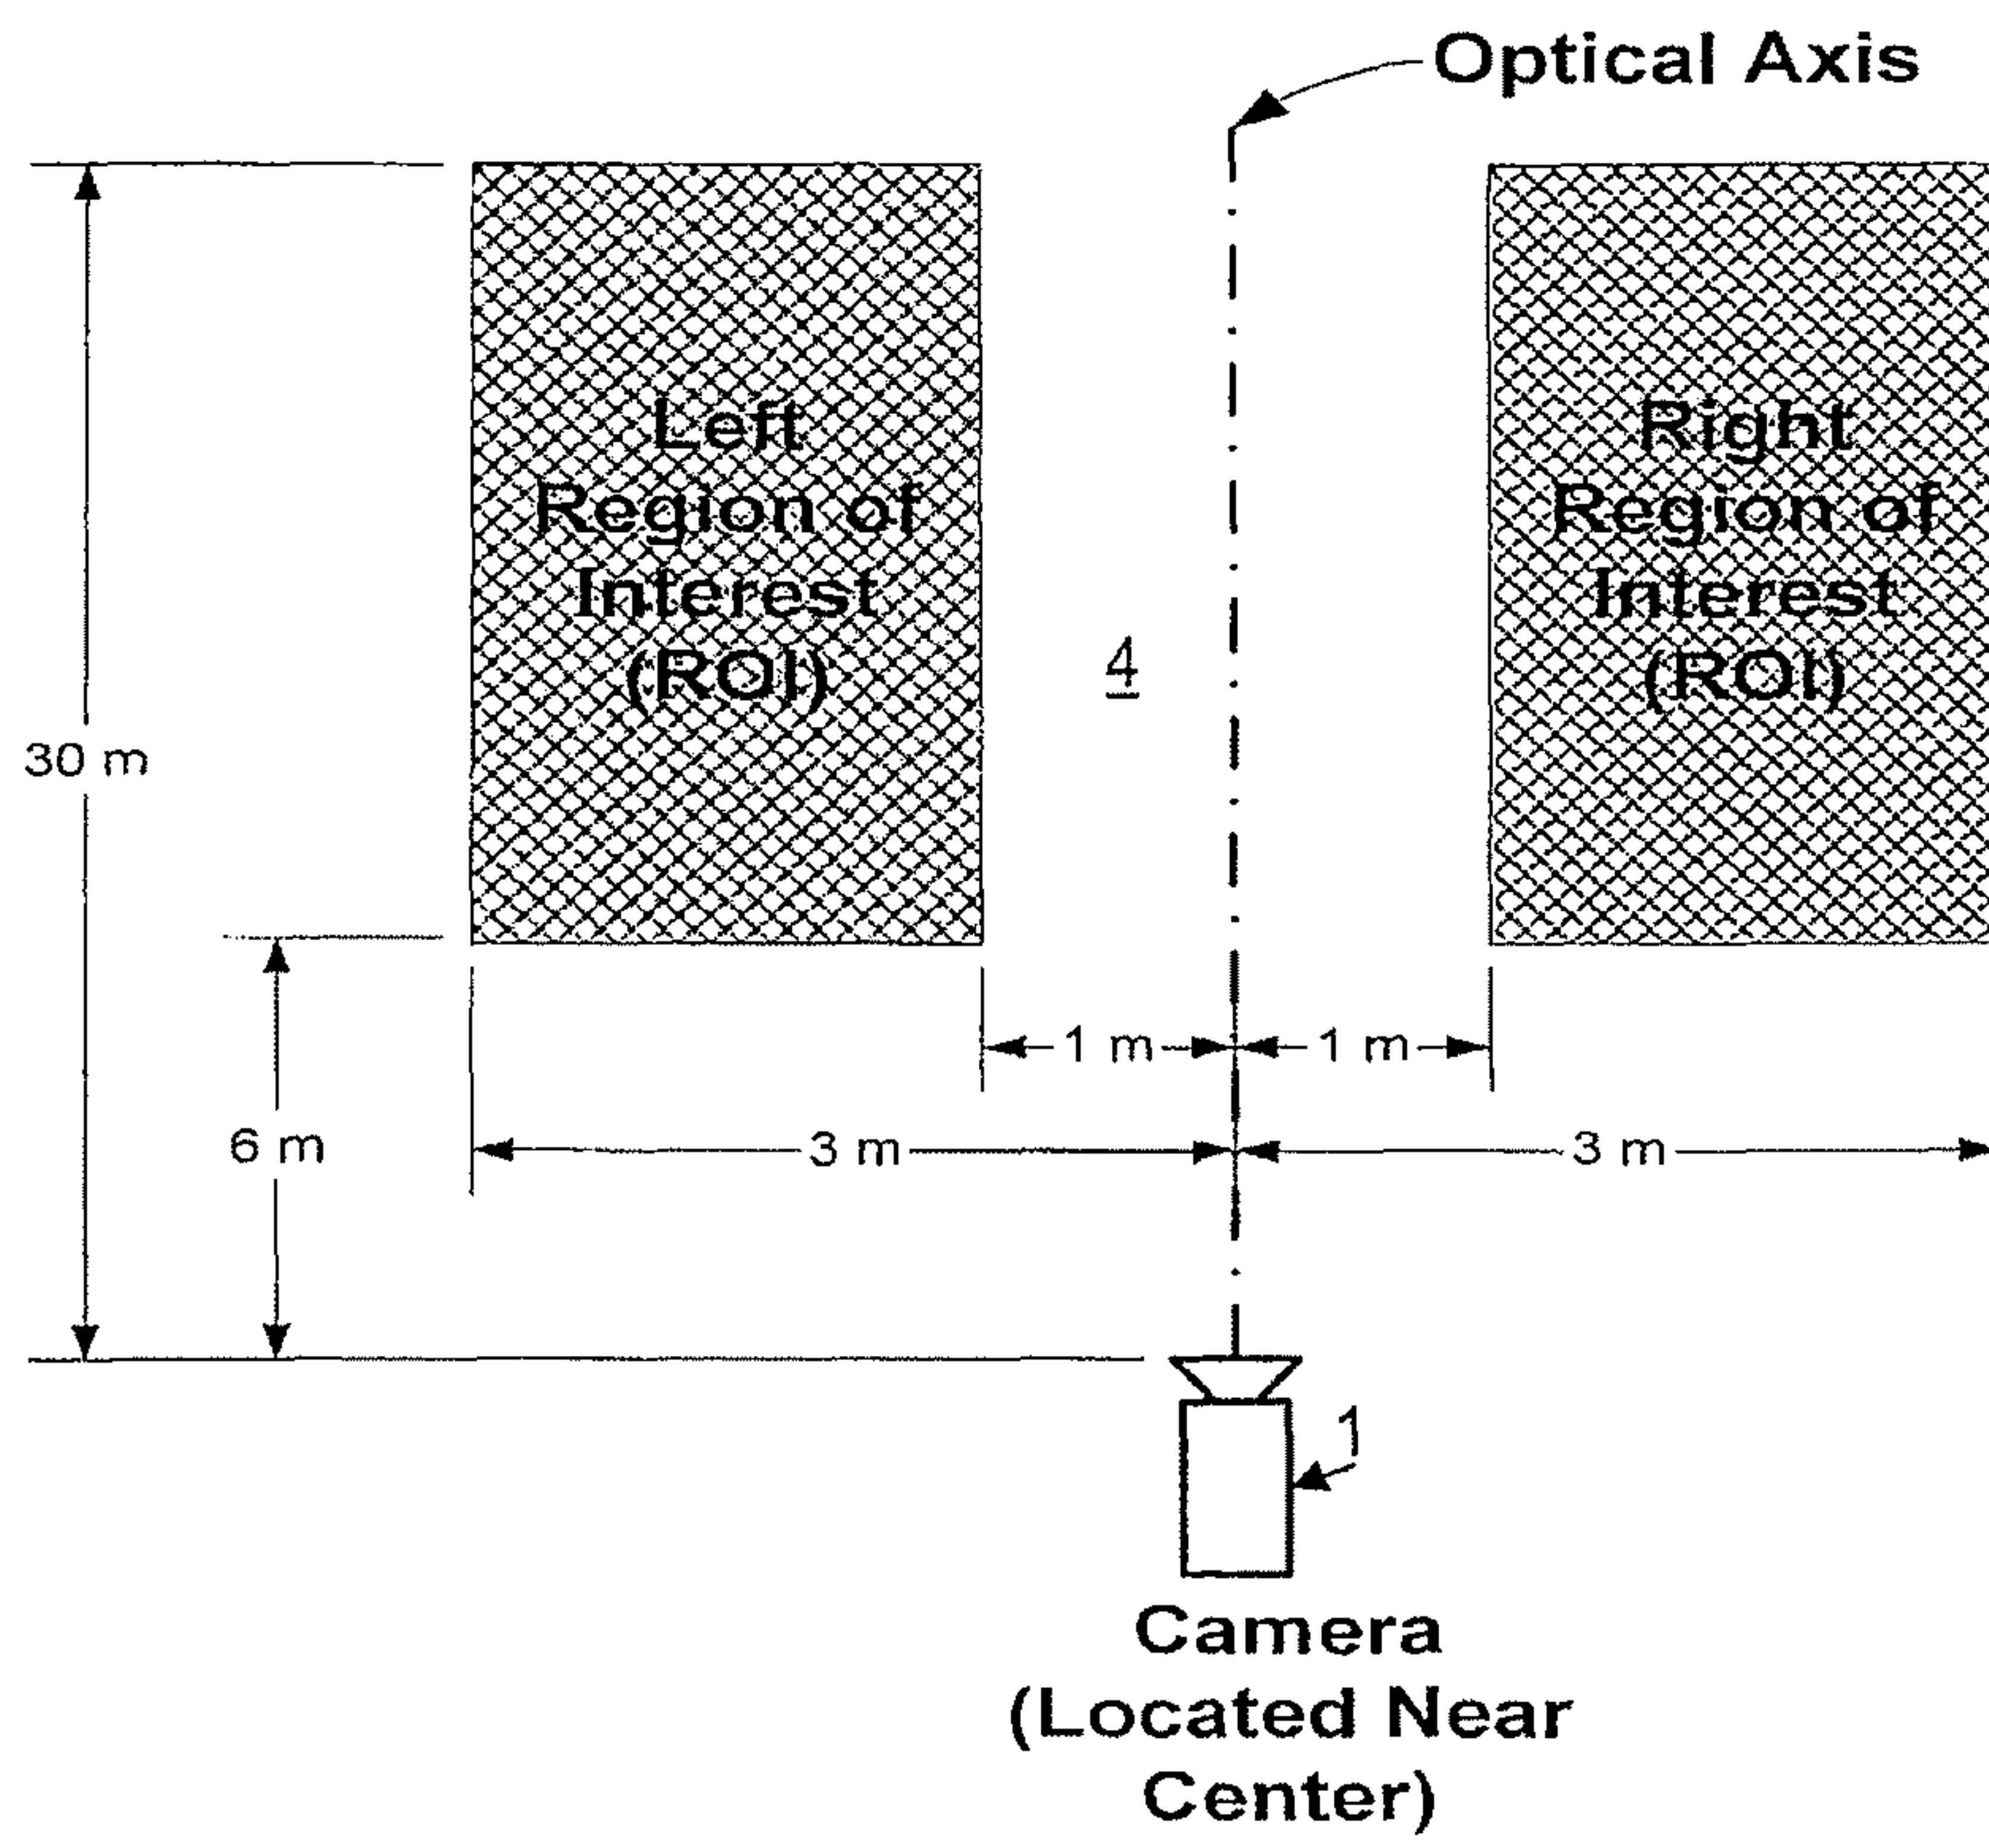 Optical Axis
Left
Region of
Interest
(ROI)
Right
Region of
Interest
(ROI)
4
30 m
1 m
1 m
6 m
3 m
3 m
1
Camera
(Located Near
Center)